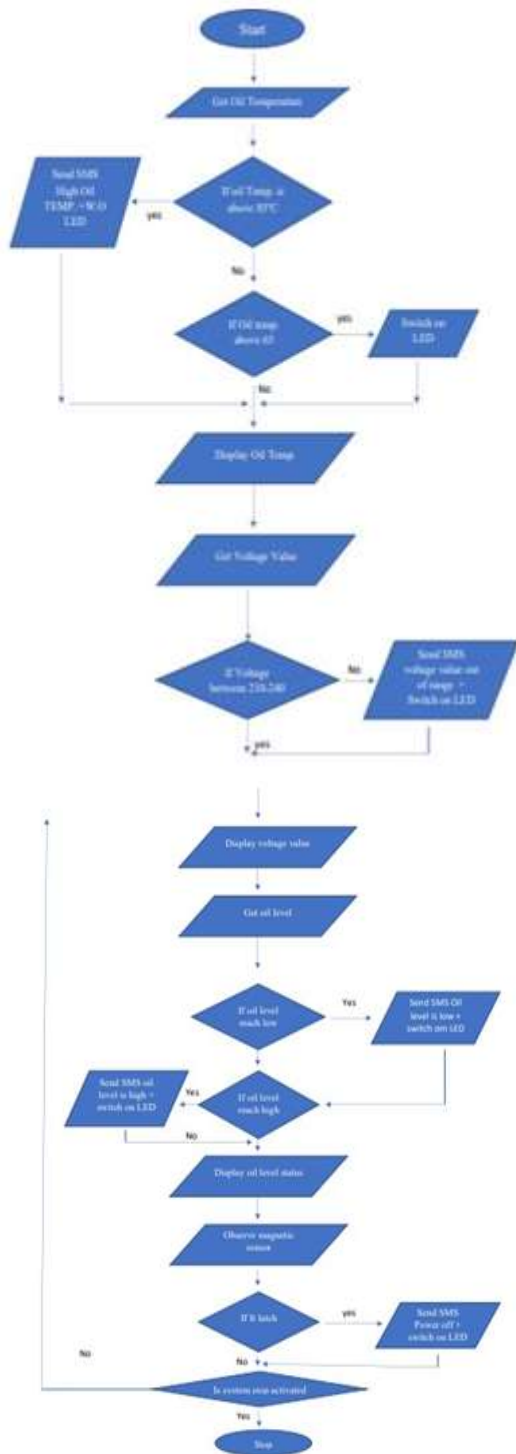 Start
Get Oil Temperature
If oil Temp. is
above 85°C
yes
Send SMS
High Oil
TEMP. +
LED
No
If Oil temp
above 65
yes
Switch on
LED
No
Display Oil Temp
Get Voltage Value
If Voltage
between
No
Send SMS
voltage value out
of range +
Switch on LED
yes
Display voltage value
Get oil level
If oil level
reach low
Yes
Send SMS Oil
level is low +
switch om LED
If oil level
reach high
Yes
Send SMS oil
level is high +
switch on LED
No
Display oil level status
Observe magnetic
sensor
If It latch
yes
Send SMS
Power off +
switch on LED
No
No
Is system stop activated
Yes
Stop